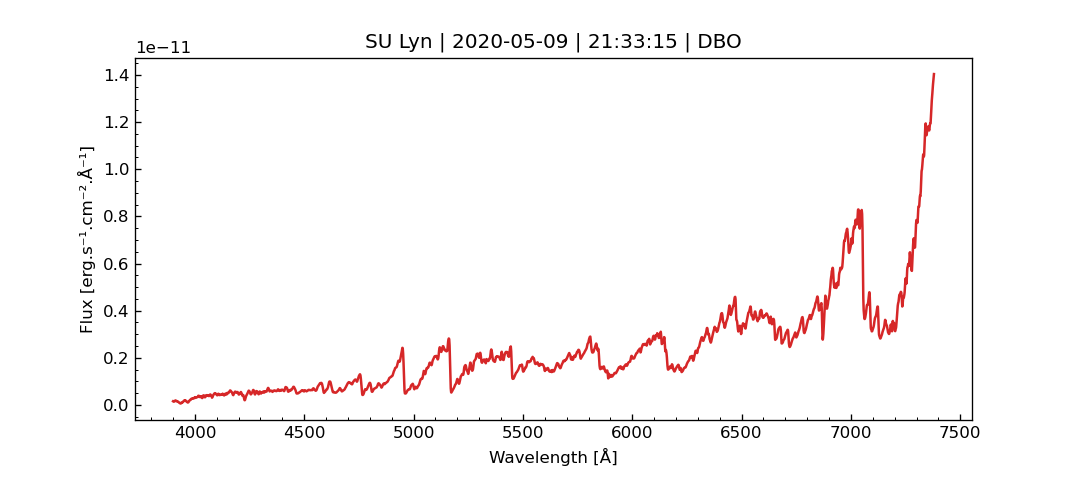 SU Lyn | 2020-05-09 | 21:33:15 | DBO
1e−11
1.4
1.2
1.0
0.8
0.6
0.4
0.2
0.0
Flux [erg.s⁻¹.cm⁻².Å⁻¹]
4000 4500 5000 5500 6000 6500 7000 7500
Wavelength [Å]